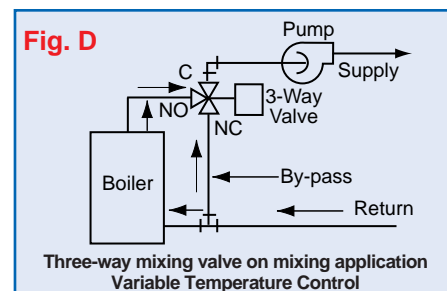 Fig. D
Pump
C
Supply
NO
3-Way
Valve
NC
Boiler
By-pass
Return
Three-way mixing valve on mixing application
Variable Temperature Control